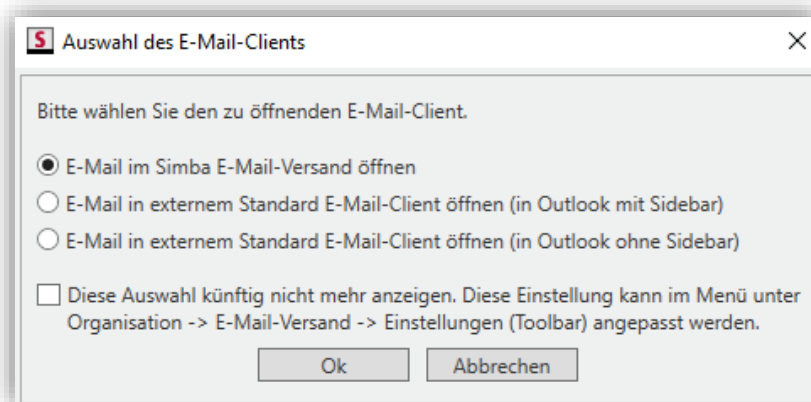 S Auswahl des E-Mail-Clients
Bitte wählen Sie den zu öffnenden E-Mail-Client.
E-Mail im Simba E-Mail-Versand öffnen
E-Mail in externem Standard E-Mail-Client öffnen (in Outlook mit Sidebar)
E-Mail in externem Standard E-Mail-Client öffnen (in Outlook ohne Sidebar)
Diese Auswahl künftig nicht mehr anzeigen. Diese Einstellung kann im Menü unter
Organisation -> E-Mail-Versand -> Einstellungen (Toolbar) angepasst werden.
Ok Abbrechen